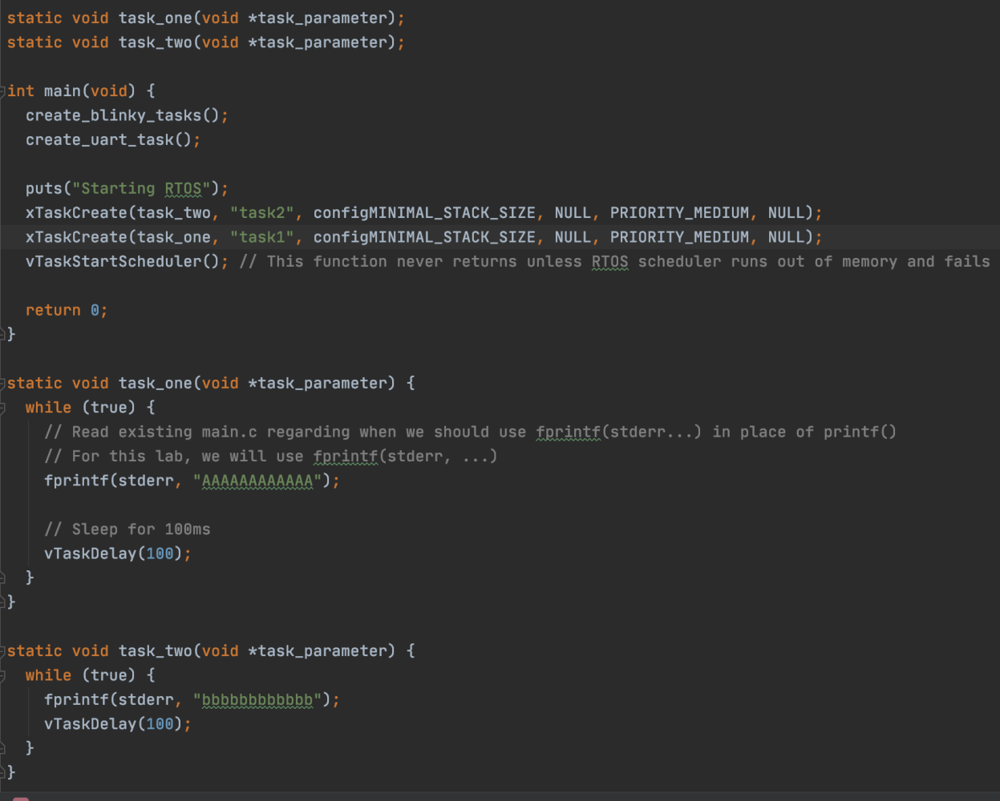 static void task_one(void *task_parameter);
static void task_two(void *task_parameter);
int main(void) {
create_blinky_tasks();
create_uart_task();
puts("Starting RTOS");
xTaskCreate(task_two, "task2", configMINIMAL_STACK_SIZE, NULL, PRIORITY_MEDIUM, NULL);
xTaskCreate(task_one, "task1", configMINIMAL_STACK_SIZE, NULL, PRIORITY_MEDIUM, NULL);
vTaskStartScheduler(); // This function never returns unless RTOS scheduler runs out of memory and fails
return 0;
}
static void task_one(void *task_parameter) {
while (true) {
// Read existing main.c regarding when we should use fprintf(stderr...) in place of printf()
// For this lab, we will use fprintf(stderr, ...)
fprintf(stderr, "AAAAAAAAAAAA");
// Sleep for 100ms
vTaskDelay(100);
}
}
static void task_two(void *task_parameter) {
while (true) {
fprintf(stderr, "bbbbbbbbbbbb");
vTaskDelay(100);
}
}